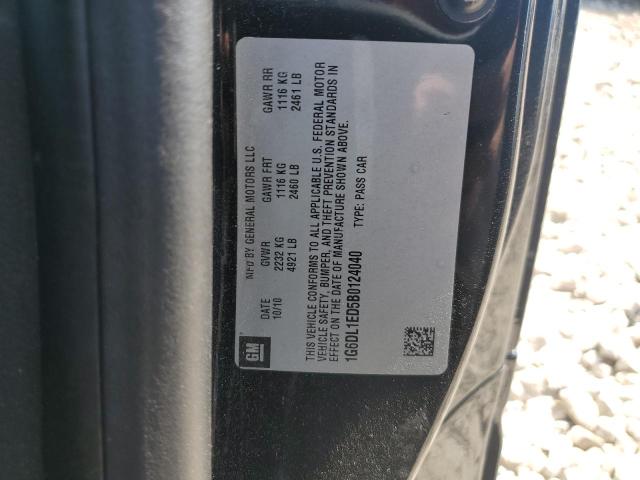 MFD BY GENERAL MOTORS LLC
DATE GVWR GAWR FRT GAWR RR
10/10 2232 KG 1116 KG 1116 KG
4921 LB 2460 LB 2461 LB
GM
THIS VEHICLE CONFORMS TO ALL APPLICABLE U.S. FEDERAL MOTOR
VEHICLE SAFETY, BUMPER, AND THEFT PREVENTION STANDARDS IN
EFFECT ON THE DATE OF MANUFACTURE SHOWN ABOVE.
1G6DL1ED5B0124040 TYPE: PASS CAR